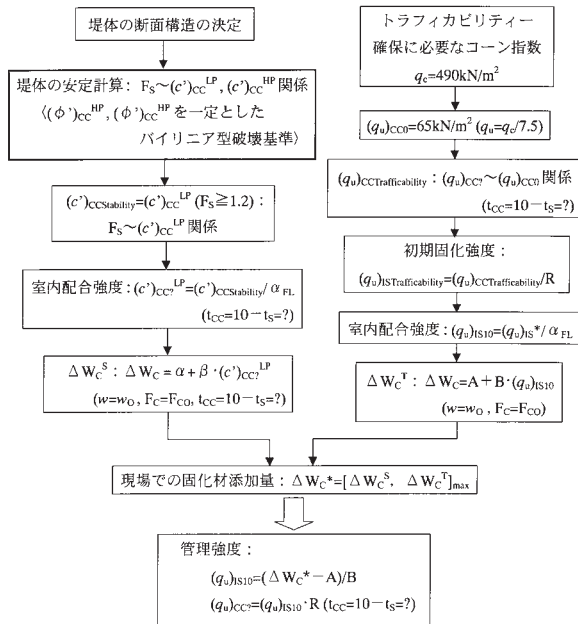 堤体の断面構造の決定
堤体の安定計算：F_S～(c')_CC^LP, (c')_CC^HP 関係
〈(φ')_CC^HP, (φ')_CC^HP を一定とした
バイリニア型破壊基準〉
(c')_CCStability=(c')_CC^LP (F_S≧1.2)：
F_S～(c')_CC^LP 関係
室内配合強度：(c')_CC?^LP=(c')_CCStability/α_FL
(t_CC=10－t_S=?)
ΔW_C^S：ΔW_C=α+β・(c')_CC?^LP
(w=w_O, F_C=F_CO, t_CC=10－t_S=?)
トラフィカビリティー
確保に必要なコーン指数
q_c=490kN/m²
(q_u)_CC0=65kN/m² (q_u=q_c/7.5)
(q_u)_CCTrafficability：(q_u)_CC?～(q_u)_CC0 関係
(t_CC=10－t_S=?)
初期固化強度：
(q_u)_ISTrafficability=(q_u)_CCTrafficability/R
室内配合強度：(q_u)_IS10=(q_u)_IS*/α_FL
ΔW_C^T：ΔW_C=A＋B・(q_u)_IS10
(w=w_O, F_C=F_CO)
現場での固化材添加量：ΔW_C*=[ΔW_C^S, ΔW_C^T]_max
管理強度：
(q_u)_IS10=(ΔW_C*－A)/B
(q_u)_CC?=(q_u)_IS10・R (t_CC=10－t_S=?)